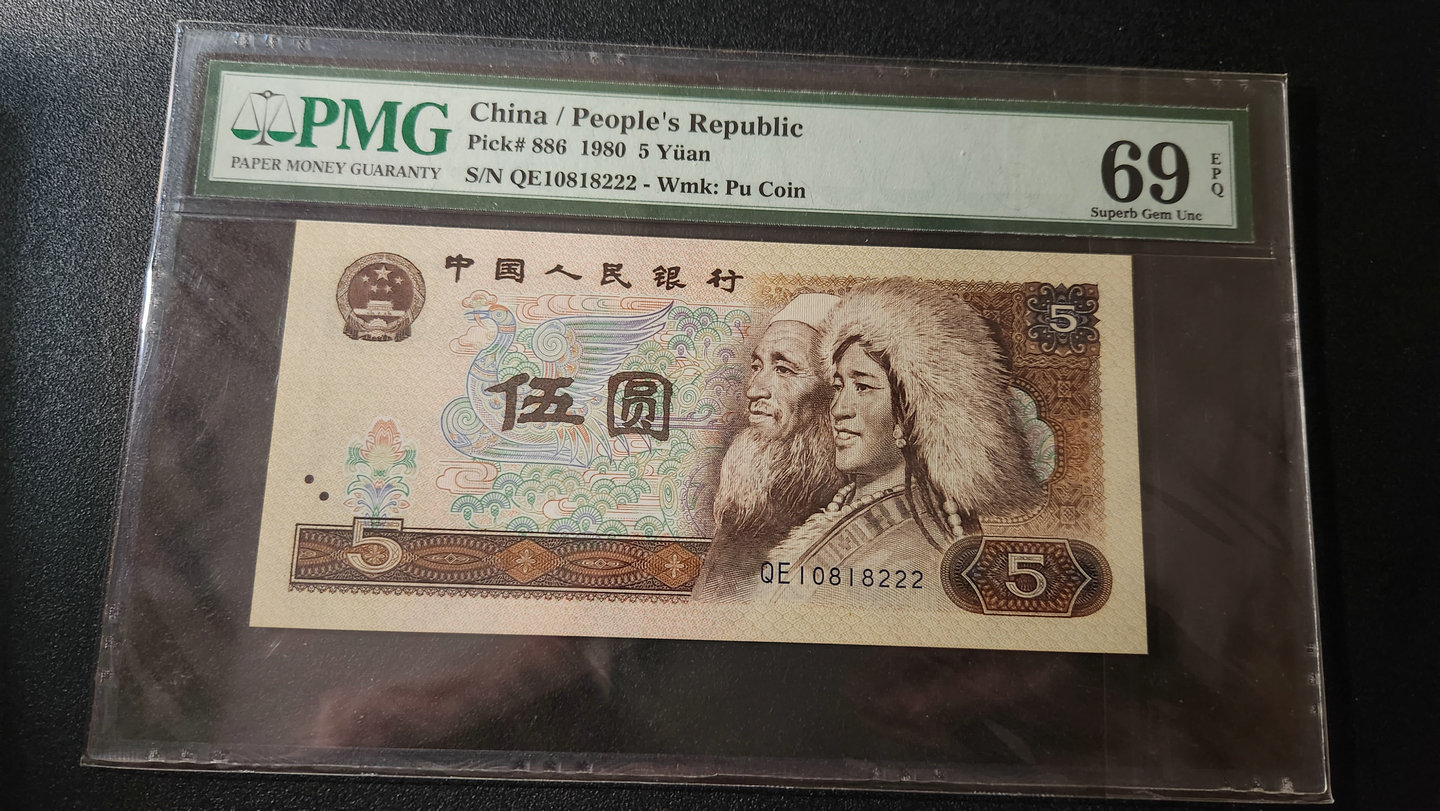 PMG
PAPER MONEY GUARANTY
China / People's Republic
Pick# 886 1980 5 Yüan
S/N QE10818222 - Wmk: Pu Coin
69
EPQ
Superb Gem Unc
中国人民银行
5
伍圆
5
QE10818222
5